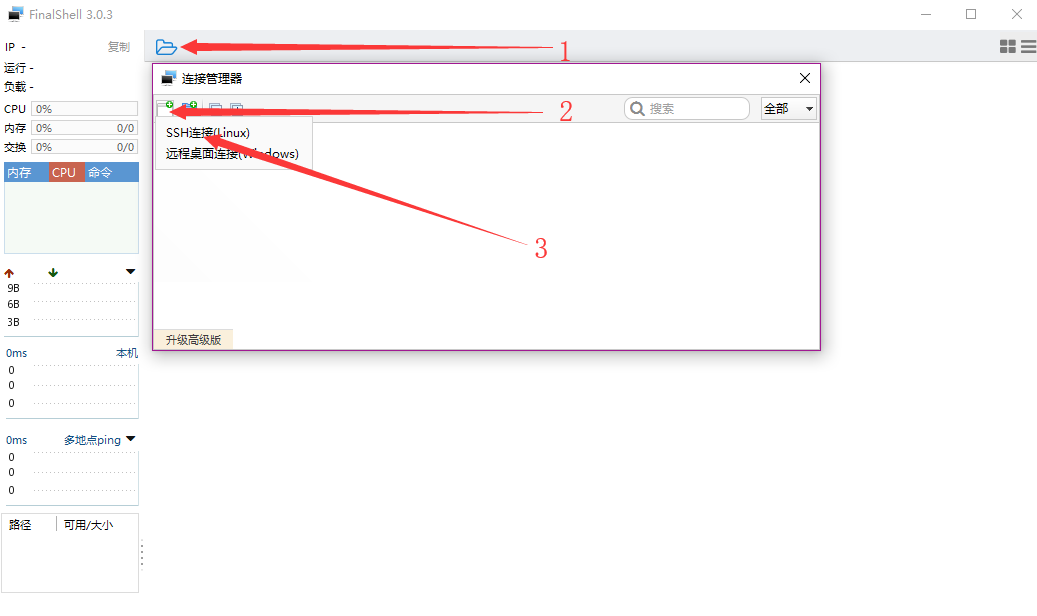 FinalShell 3.0.3
IP -
复制
运行 -
负载 -
CPU 0%
内存 0% 0/0
交换 0% 0/0
内存 CPU 命令
9B
6B
3B
0ms 本机
0
0
0
0ms 多地点ping
0
0
0
路径 可用/大小
1
连接管理器
2
搜索
全部
SSH连接(Linux)
远程桌面连接(Windows)
3
升级高级版